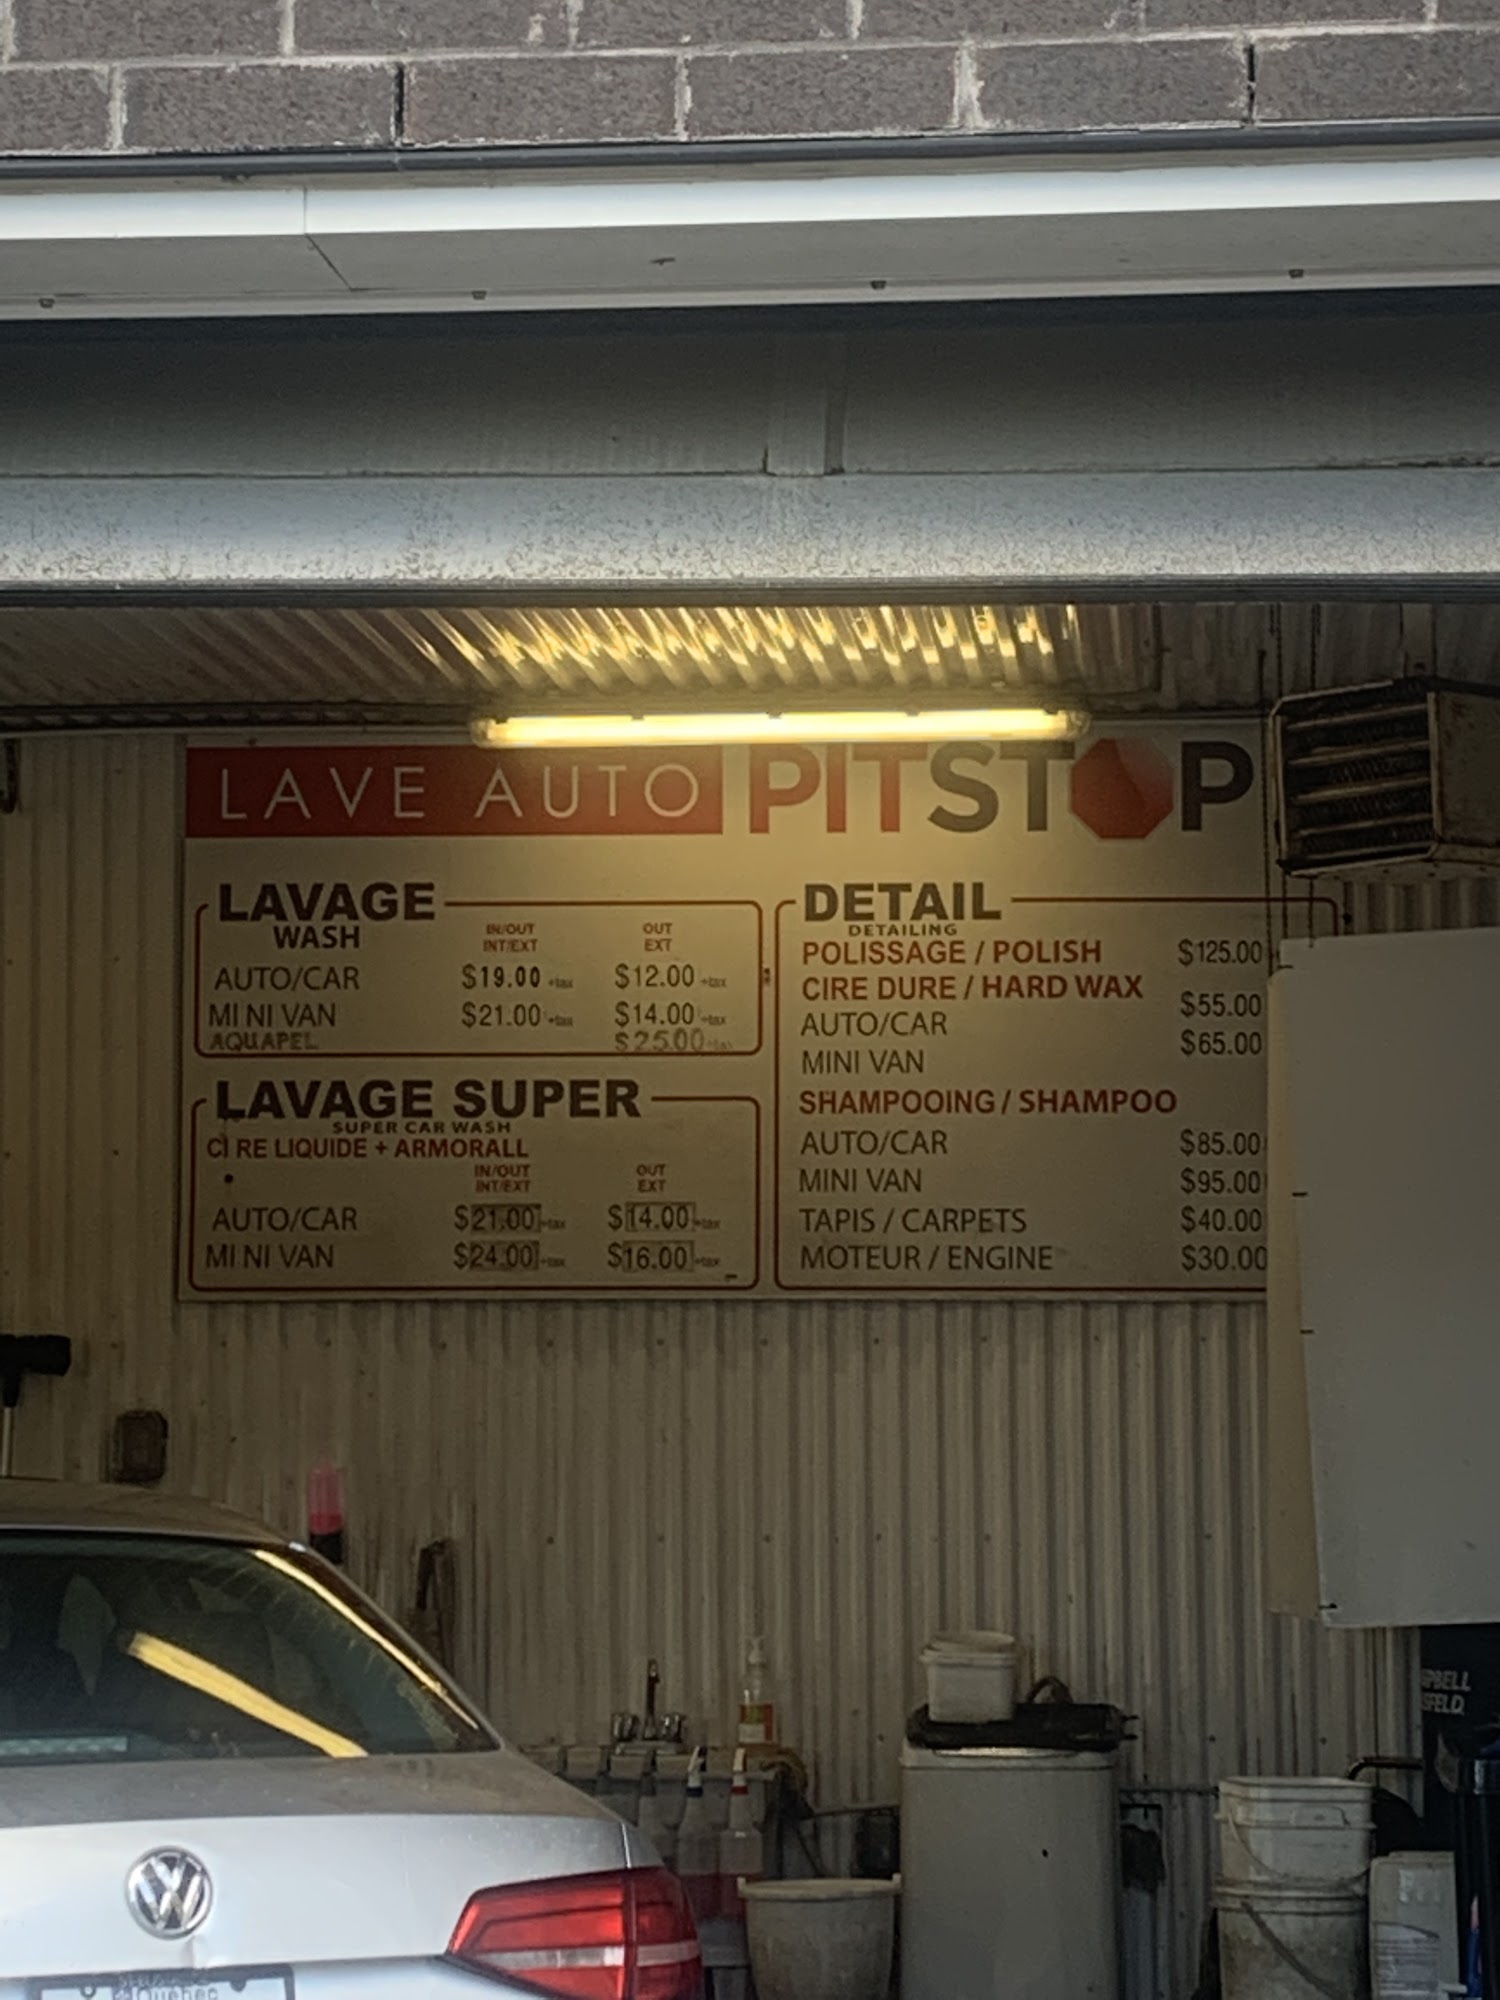 LAVE AUTO PITSTOP
LAVAGE
WASH
IN/OUT OUT
INT/EXT EXT
AUTO/CAR $19.00 +tax $12.00 +tax
MINI VAN $21.00 +tax $14.00 +tax
AQUAPEL $25.00 +tax
LAVAGE SUPER
SUPER CAR WASH
CIRE LIQUIDE + ARMORALL
IN/OUT OUT
INT/EXT EXT
AUTO/CAR $21.00 +tax $14.00 +tax
MINI VAN $24.00 +tax $16.00 +tax
DETAIL
DETAILING
POLISSAGE / POLISH $125.00
CIRE DURE / HARD WAX
AUTO/CAR $55.00
MINI VAN $65.00
SHAMPOOING / SHAMPOO
AUTO/CAR $85.00
MINI VAN $95.00
TAPIS / CARPETS $40.00
MOTEUR / ENGINE $30.00
PBELL
SFELD
Québec